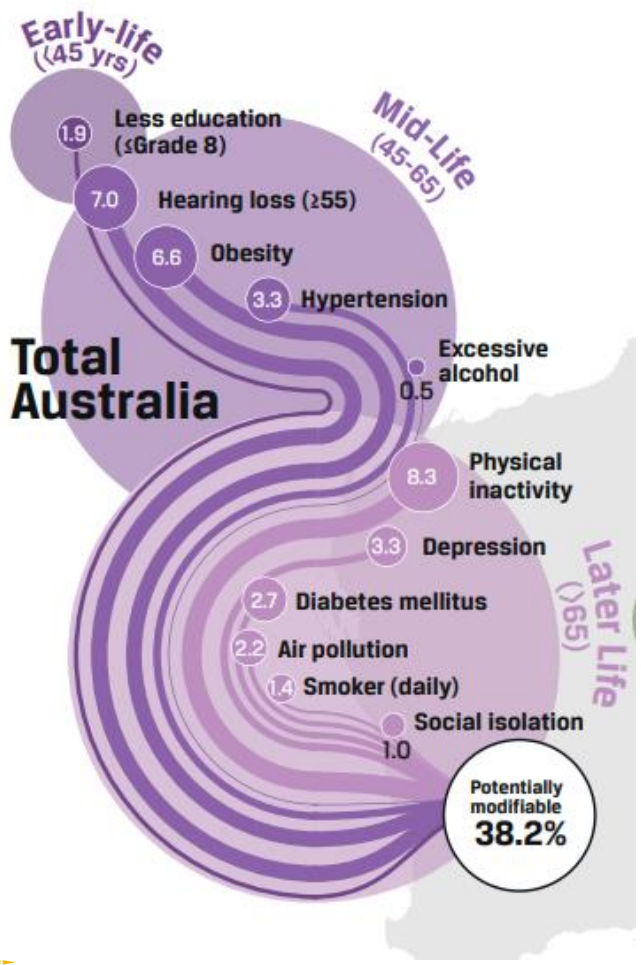 Early-life
(<45 yrs)
Mid-Life
(45-65)
1.9
Less education
(≤Grade 8)
7.0
Hearing loss (≥55)
6.6
Obesity
3.3
Hypertension
Total
Australia
Excessive
alcohol
0.5
8.3
Physical
inactivity
3.3
Depression
Later Life
(>65)
2.7
Diabetes mellitus
2.2
Air pollution
1.4
Smoker (daily)
Social isolation
1.0
Potentially
modifiable
38.2%